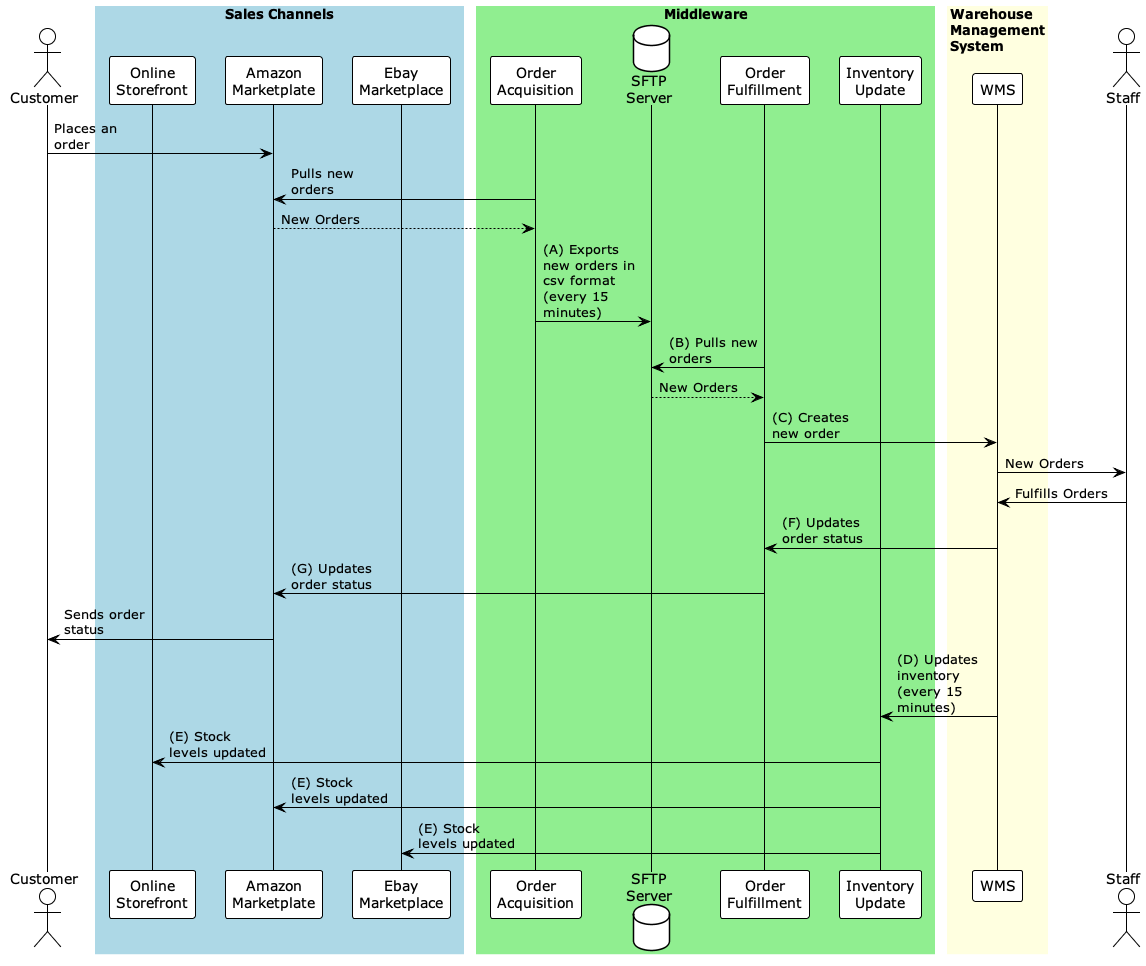 Sales Channels
Middleware
Warehouse
Management
System
Customer
Online
Storefront
Amazon
Marketplate
Ebay
Marketplace
Order
Acquisition
SFTP
Server
Order
Fulfillment
Inventory
Update
WMS
Staff
Places an
order
Pulls new
orders
New Orders
(A) Exports
new orders in
csv format
(every 15
minutes)
(B) Pulls new
orders
New Orders
(C) Creates
new order
New Orders
Fulfills Orders
(F) Updates
order status
(G) Updates
order status
Sends order
status
(D) Updates
inventory
(every 15
minutes)
(E) Stock
levels updated
(E) Stock
levels updated
(E) Stock
levels updated
Customer
Online
Storefront
Amazon
Marketplate
Ebay
Marketplace
Order
Acquisition
SFTP
Server
Order
Fulfillment
Inventory
Update
WMS
Staff